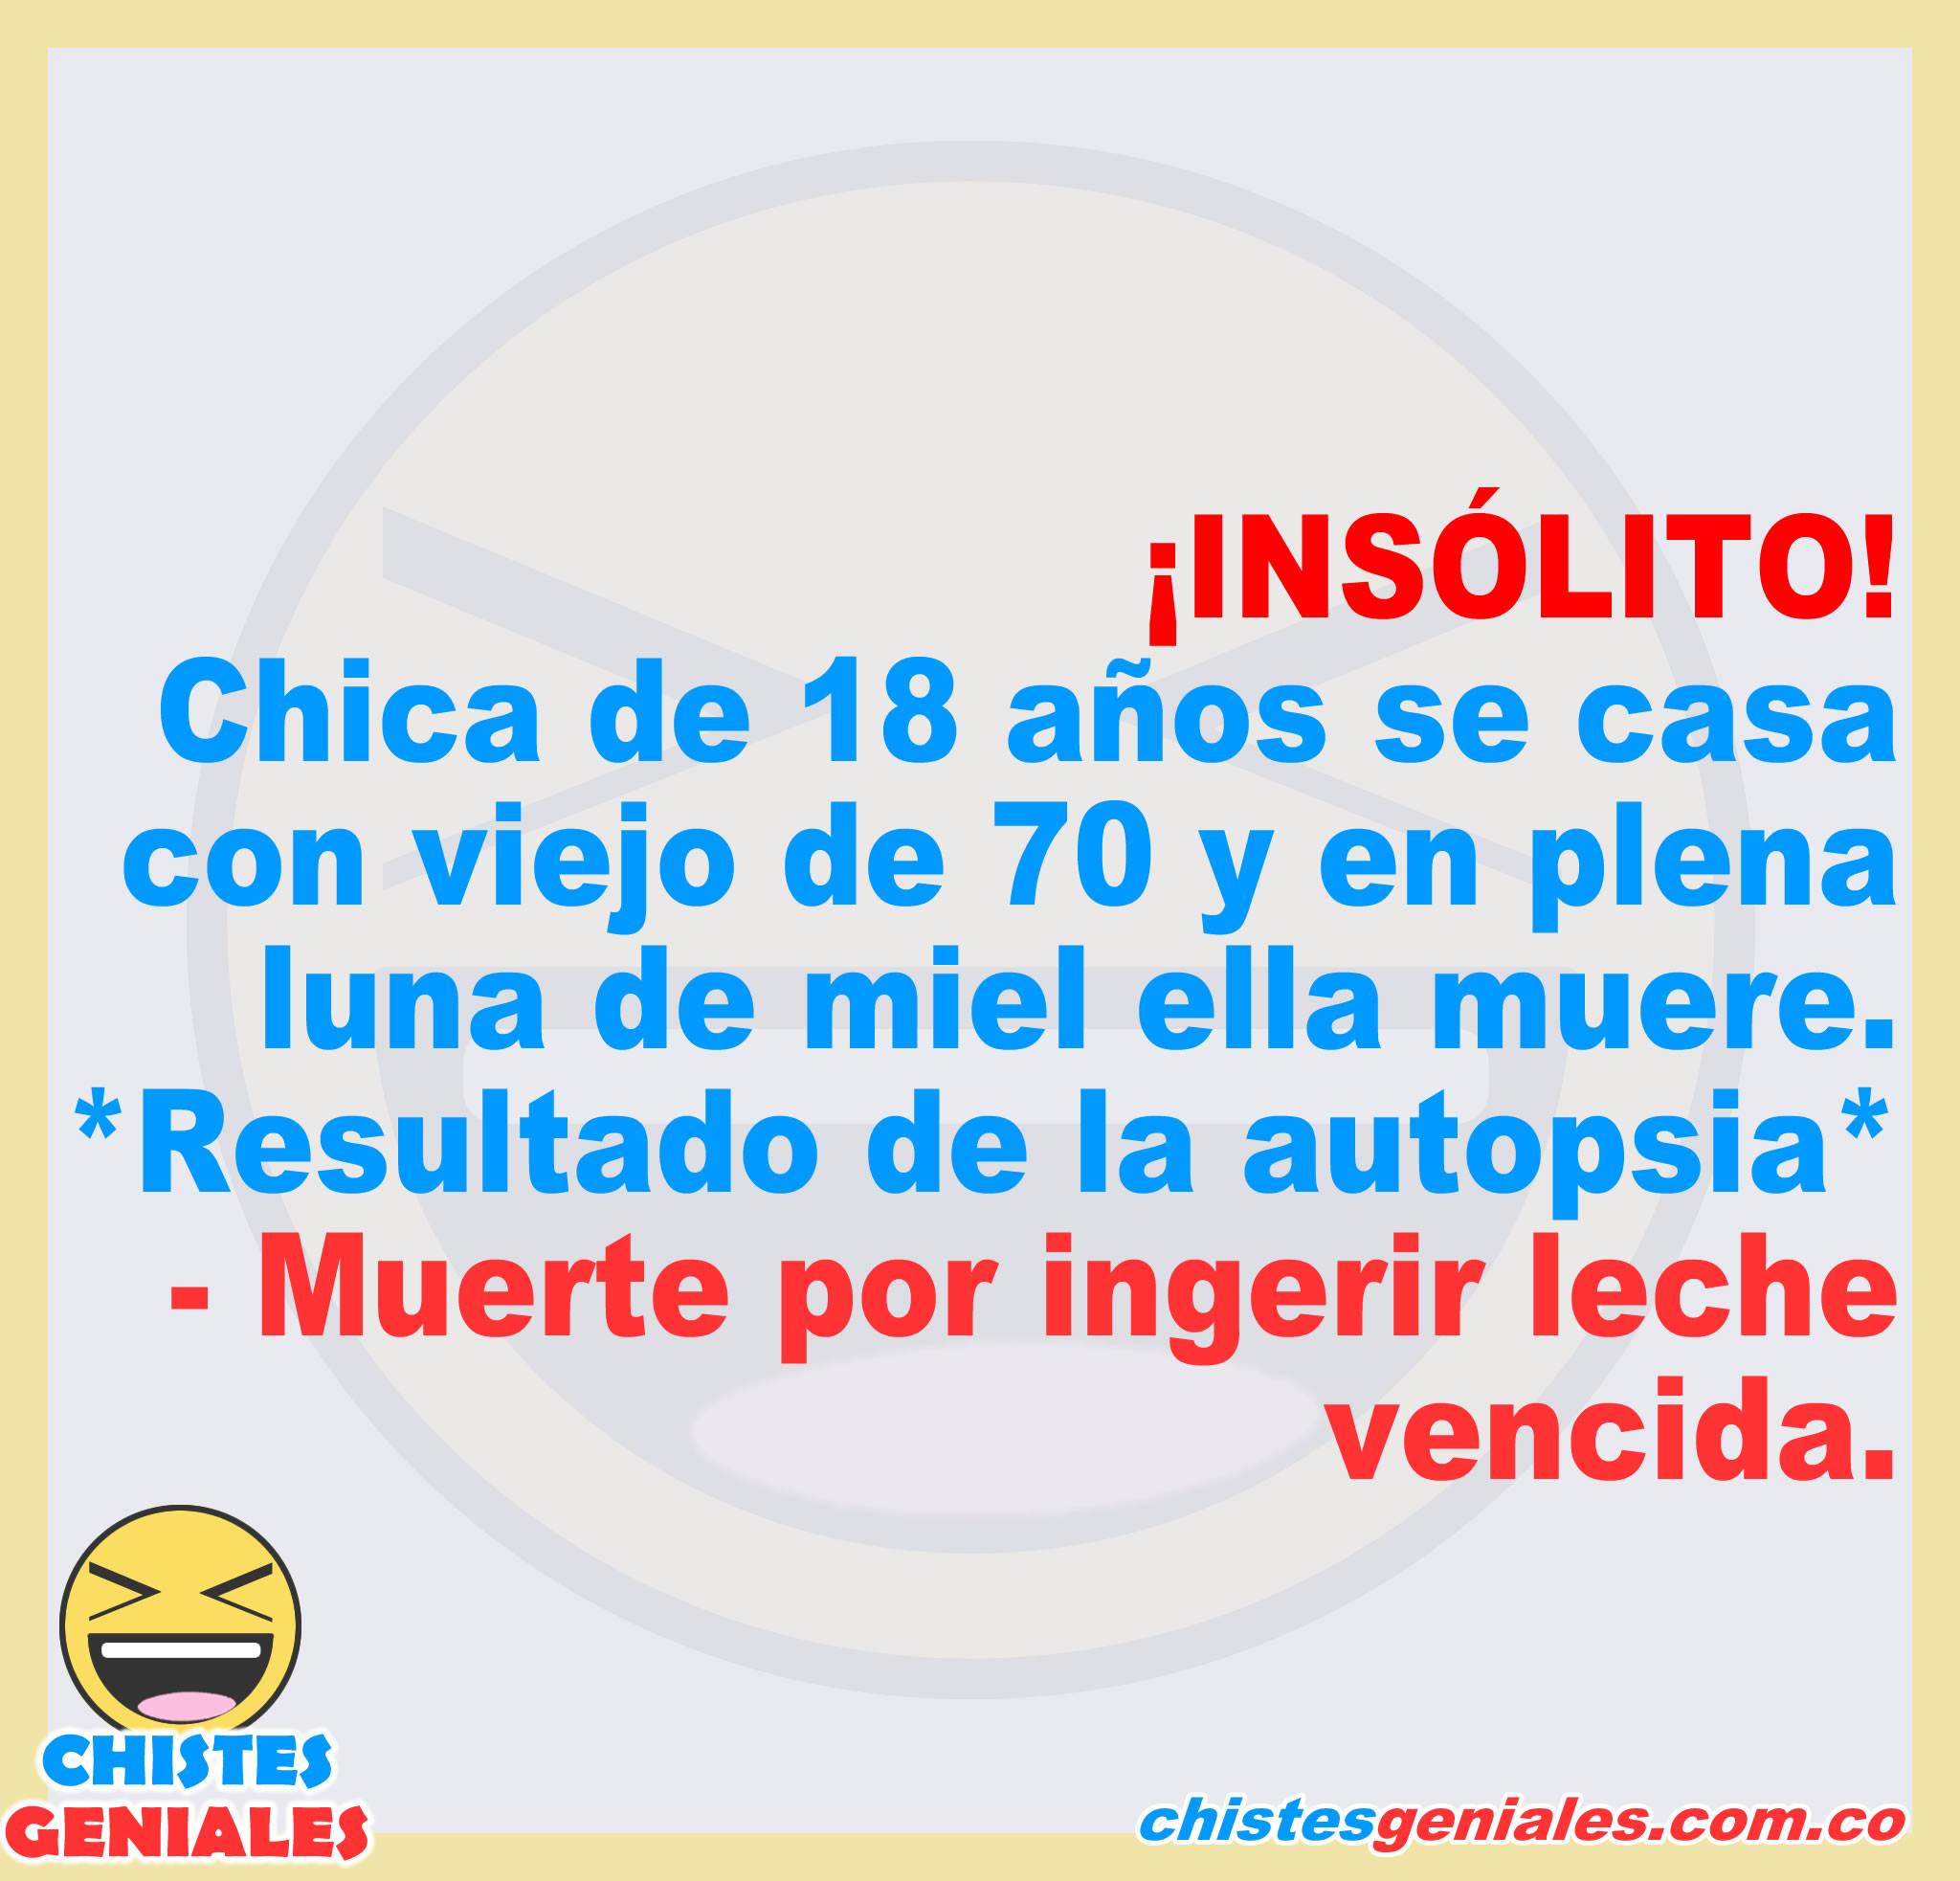 ¡INSÓLITO!
Chica de 18 años se casa
con viejo de 70 y en plena
luna de miel ella muere.
*Resultado de la autopsia*
- Muerte por ingerir leche
vencida.
CHISTES
GENIALES
chistesgeniales.com.co